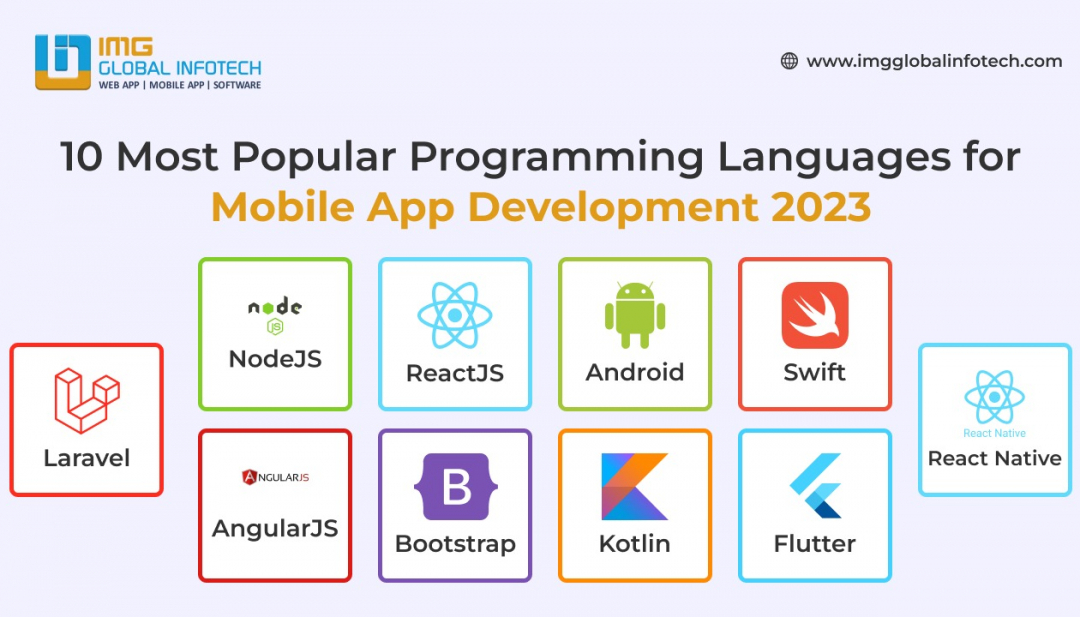 IMG
GLOBAL INFOTECH
WEB APP | MOBILE APP | SOFTWARE
www.imgglobalinfotech.com
10 Most Popular Programming Languages for
Mobile App Development 2023
node
JS
NodeJS
ReactJS
Android
Swift
Laravel
React Native
React Native
ANGULARJS
AngularJS
B
Bootstrap
Kotlin
Flutter